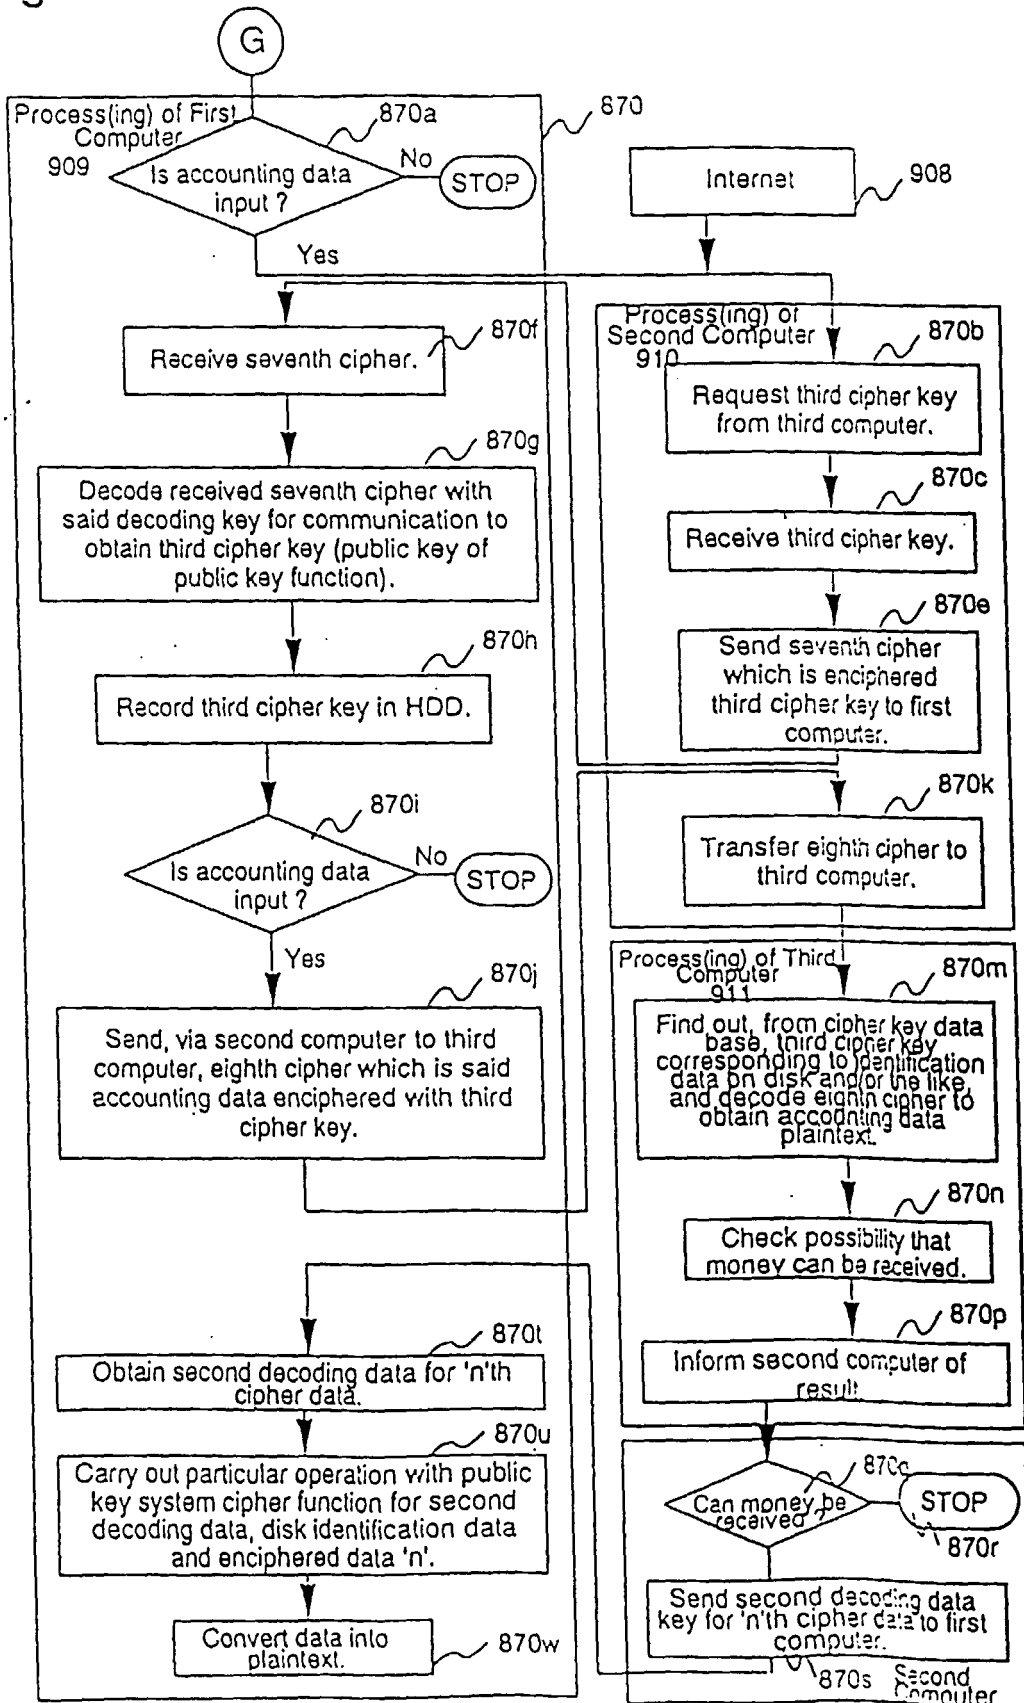 G
Process(ing) of First
Computer
909
870a
870
Is accounting data
input ?
No
STOP
Yes
Internet
908
Process(ing) of
Second Computer
910
870b
Request third cipher key
from third computer.
870c
Receive third cipher key.
870e
Send seventh cipher
which is enciphered
third cipher key to first
computer.
870f
Receive seventh cipher.
870g
Decode received seventh cipher with
said decoding key for communication to
obtain third cipher key (public key of
public key function).
870h
Record third cipher key in HDD.
870i
Is accounting data
input ?
No
STOP
Yes
870j
Send, via second computer to third
computer, eighth cipher which is said
accounting data enciphered with third
cipher key.
870k
Transfer eighth cipher to
third computer.
Process(ing) of Third
Computer
911
870m
Find out, from cipher key data
base, third cipher key
corresponding to identification
data on disk and/or the like,
and decode eighth cipher to
obtain accounting data
plaintext.
870n
Check possibility that
money can be received.
870p
Inform second computer of
result
870q
Can money be
received ?
STOP
870r
Send second decoding data
key for 'n'th cipher data to first
computer.
870s
Second
Computer
870t
Obtain second decoding data for 'n'th
cipher data.
870u
Carry out particular operation with public
key system cipher function for second
decoding data, disk identification data
and enciphered data 'n'.
Convert data into
plaintext.
870w